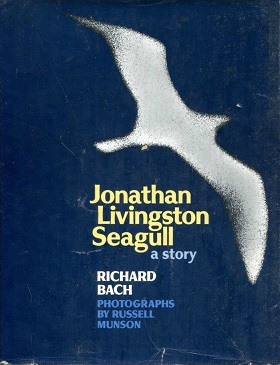 Jonathan
Livingston
Seagull
a story
RICHARD
BACH
PHOTOGRAPHS
BY RUSSELL
MUNSON